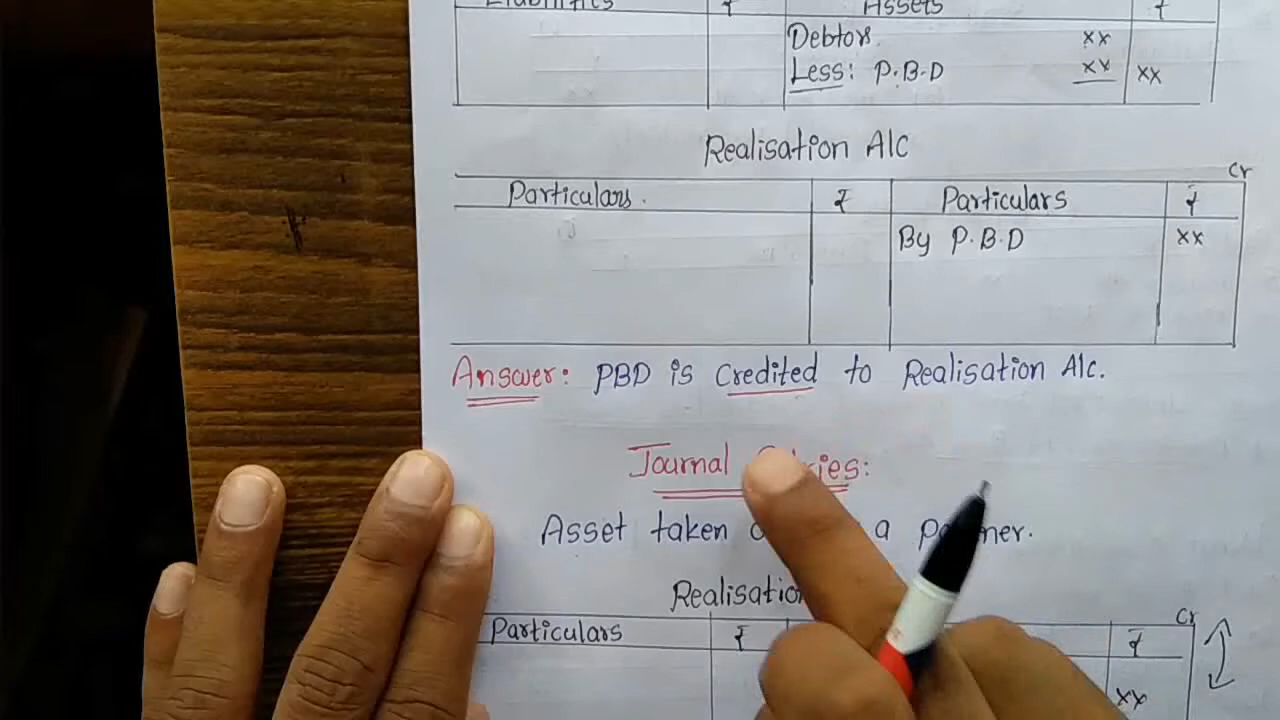 Liabilities ₹ Assets ₹
Debtors. xx
Less: P.B.D xx xx
Realisation A/c
Cr
Particulars. ₹ Particulars ₹
By P.B.D xx
Answer: PBD is credited to Realisation A/c.
Journal
Asset taken a
Cr
Particulars ₹ ₹
xx